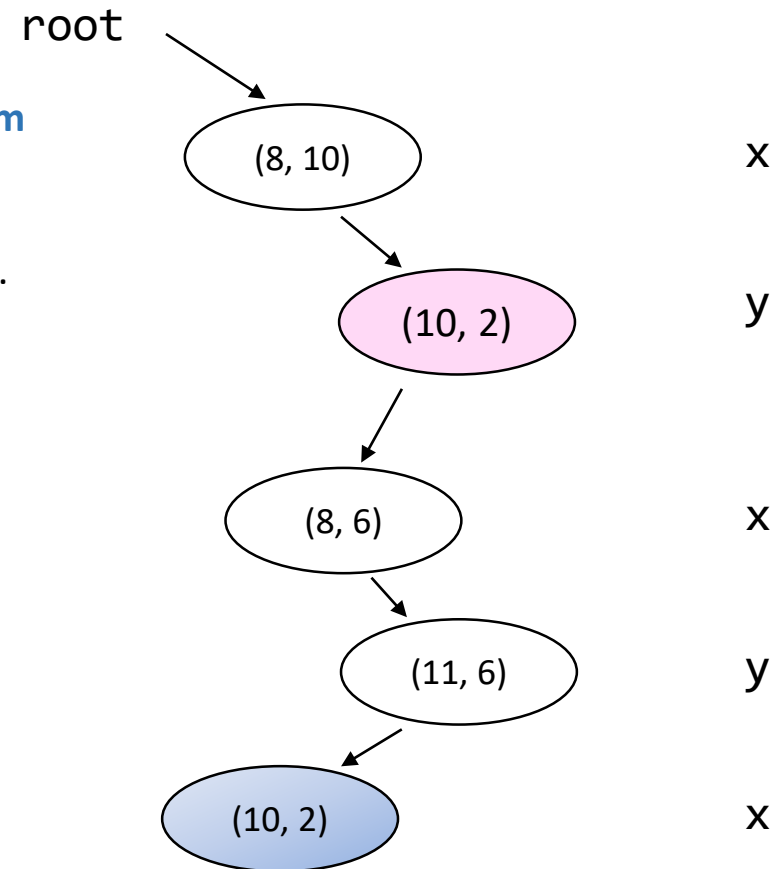 root
m
(8, 10) x
.
(10, 2) y
(8, 6) x
(11, 6) y
(10, 2) x